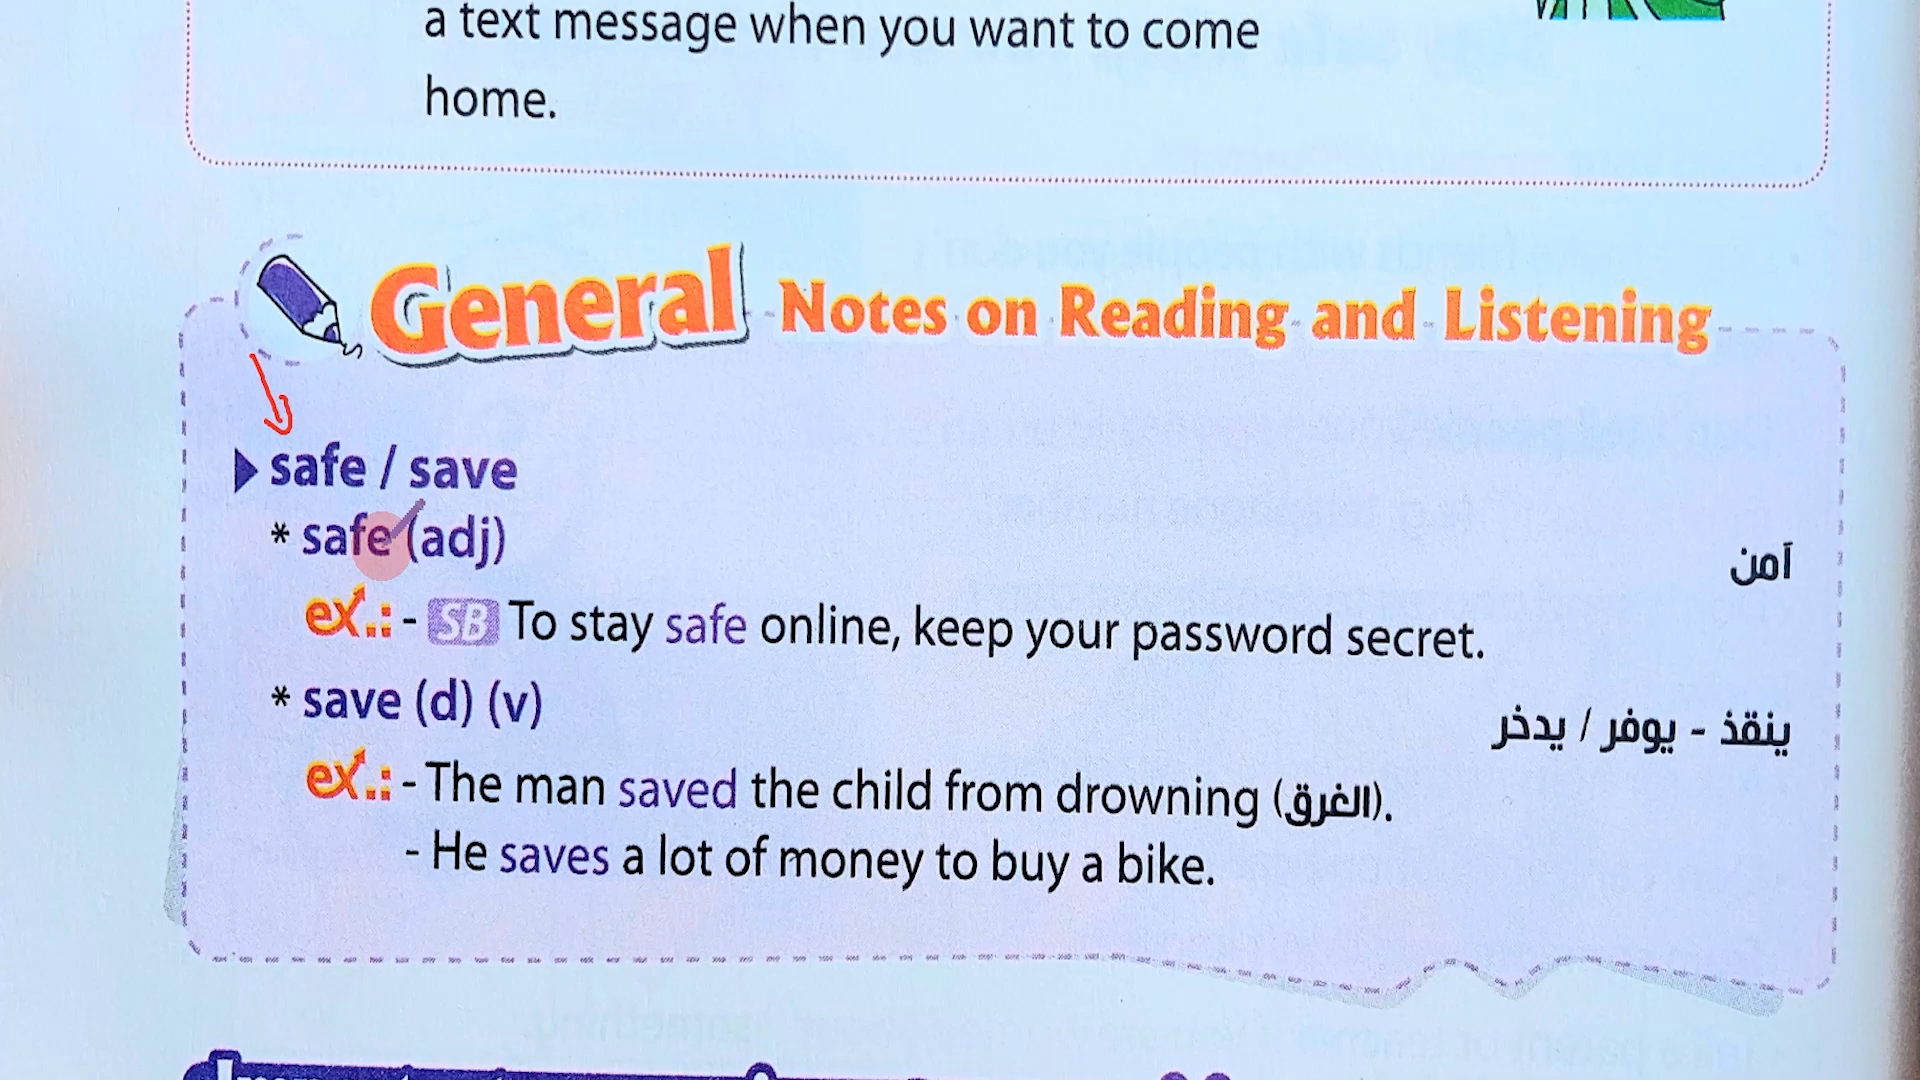 a text message when you want to come
home.
General Notes on Reading and Listening
safe / save
* safe (adj) آمن
ex.: - SB To stay safe online, keep your password secret.
* save (d) (v) ينقذ - يوفر / يدخر
ex.: - The man saved the child from drowning (الغرق).
- He saves a lot of money to buy a bike.